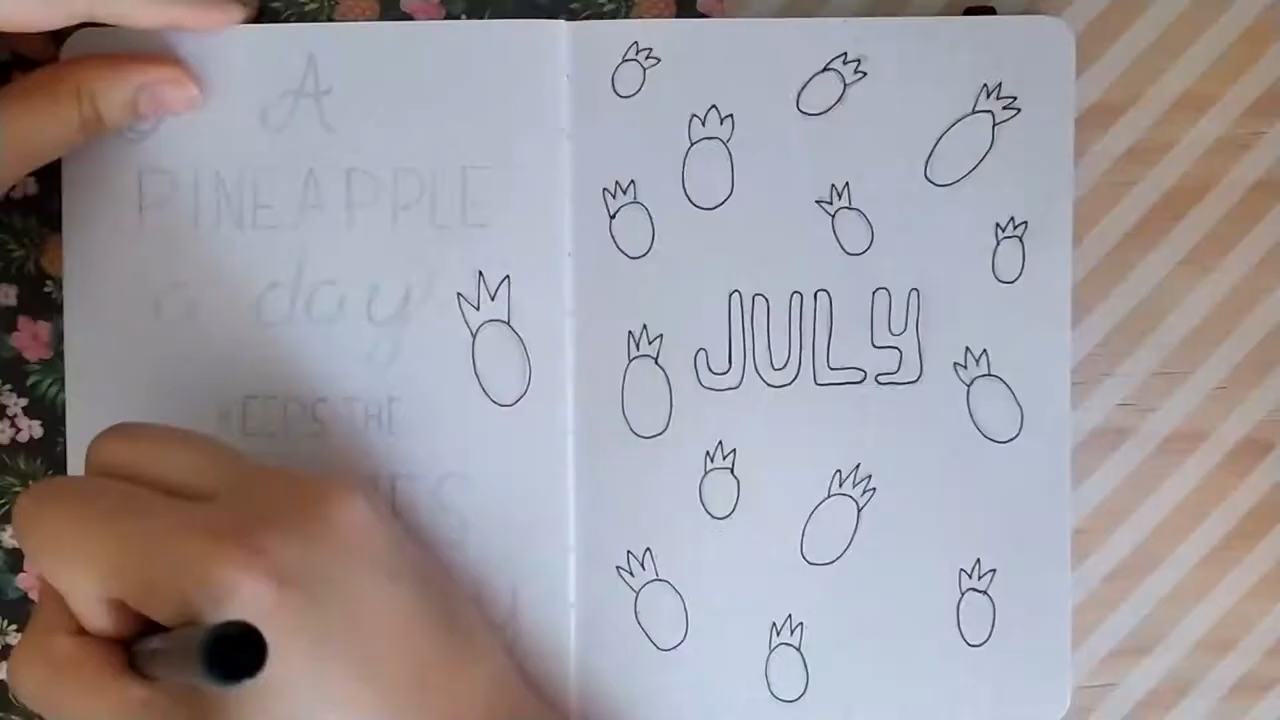 A
PINEAPPLE
a day
KEEPS THE
JULY